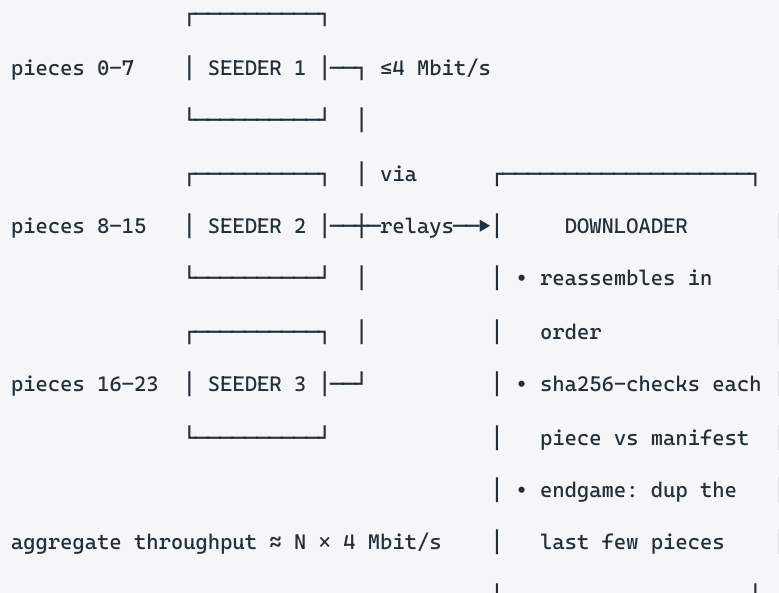 pieces 0–7 SEEDER 1 ≤4 Mbit/s
via
pieces 8–15 SEEDER 2 relays DOWNLOADER
• reassembles in
order
pieces 16–23 SEEDER 3 • sha256-checks each
piece vs manifest
• endgame: dup the
aggregate throughput ≈ N × 4 Mbit/s last few pieces